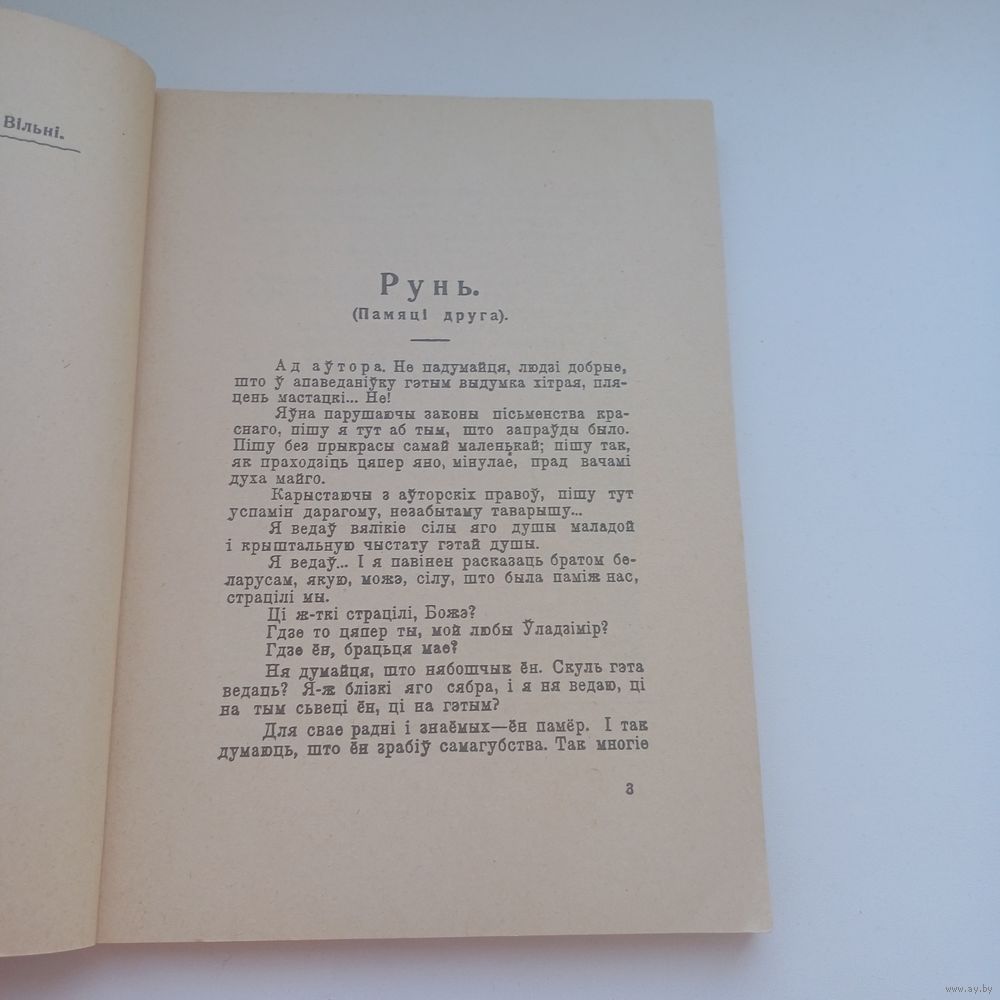 Вільні.
Рунь.
(Памяці друга).
Ад аўтора. Не падумайця, людзі добрые,
што ў апаведаніўку гэтым выдумка хітрая, пля-
цень мастацкі... Не!
Яўна парушаючы законы пісьменства кра-
снаго, пішу я тут аб тым, што запраўды было.
Пішу без прыкрасы самай маленькай; пішу так,
як праходзіць цяпер яно, мінулае, прад вачамі
духа майго.
Карыстаючы з аўторскіх правоў, пішу тут
успамін дарагому, незабытаму таварышу...
Я ведаў вялікіе сілы яго душы маладой
і крыштальную чыстату гэтай душы.
Я ведаў... І я павінен расказаць братом бе-
ларусам, якую, можэ, сілу, што была паміж нас,
страцілі мы.
Ці ж-ткі страцілі, Божэ?
Гдзе то цяпер ты, мой любы Ўладзімір?
Гдзе ён, брацьця мае?
Ня думайця, што нябошчык ён. Скуль гэта
ведаць? Я-ж блізкі яго сябра, і я ня ведаю, ці
на тым сьвеці ён, ці на гэтым?
Для свае радні і знаёмых—ён памёр. І так
думаюць, што ён зрабіў самагубства. Так многіе
3
www.ay.by